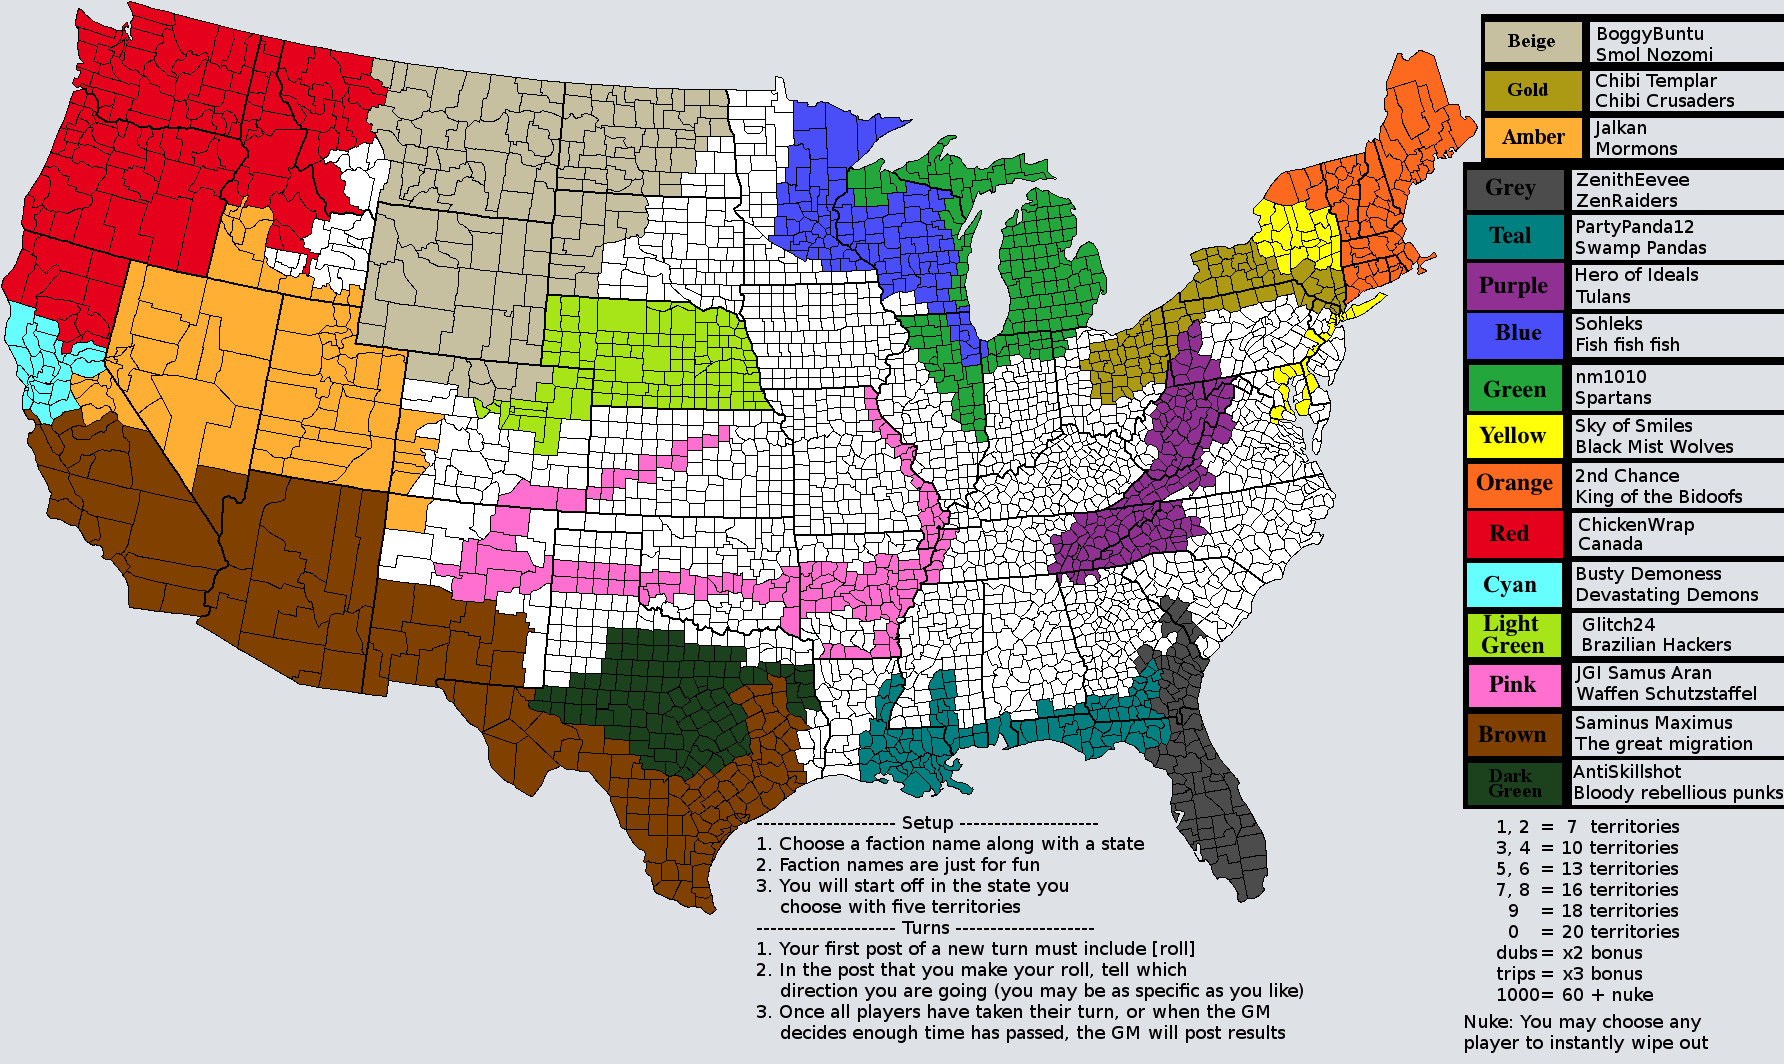 Beige
BoggyBuntu
Smol Nozomi
Gold
Chibi Templar
Chibi Crusaders
Amber
Jalkan
Mormons
Grey
ZenithEevee
ZenRaiders
Teal
PartyPanda12
Swamp Pandas
Purple
Hero of Ideals
Tulans
Blue
Sohleks
Fish fish fish
Green
nm1010
Spartans
Yellow
Sky of Smiles
Black Mist Wolves
Orange
2nd Chance
King of the Bidoofs
Red
ChickenWrap
Canada
Cyan
Busty Demoness
Devastating Demons
Light
Green
Glitch24
Brazilian Hackers
Pink
JGI Samus Aran
Waffen Schutzstaffel
Brown
Saminus Maximus
The great migration
Dark
Green
AntiSkillshot
Bloody rebellious punks
-------------------- Setup --------------------
1. Choose a faction name along with a state
2. Faction names are just for fun
3. You will start off in the state you
choose with five territories
-------------------- Turns --------------------
1. Your first post of a new turn must include [roll]
2. In the post that you make your roll, tell which
direction you are going (you may be as specific as you like)
3. Once all players have taken their turn, or when the GM
decides enough time has passed, the GM will post results
1, 2 = 7 territories
3, 4 = 10 territories
5, 6 = 13 territories
7, 8 = 16 territories
9 = 18 territories
0 = 20 territories
dubs= x2 bonus
trips = x3 bonus
1000= 60 + nuke
Nuke: You may choose any
player to instantly wipe out